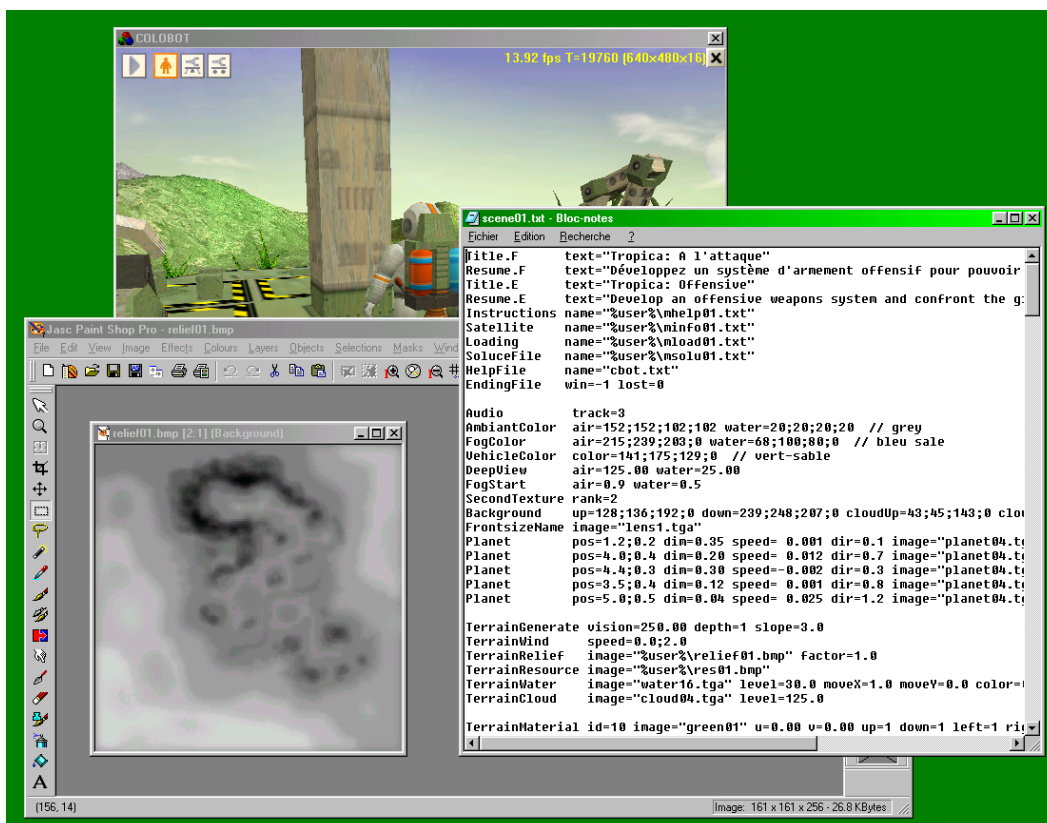 COLOBOT
13.92 fps T=19760 (640×480×16)
scene01.txt - Bloc-notes
Fichier Edition Recherche ?
Title.F text="Tropica: A l'attaque"
Resume.F text="Développez un système d'armement offensif pour pouvoir
Title.E text="Tropica: Offensive"
Resume.E text="Develop an offensive weapons system and confront the
Instructions name="%user%\mhelp01.txt"
Satellite name="%user%\minfo01.txt"
Loading name="%user%\mload01.txt"
SoluceFile name="%user%\msolu01.txt"
HelpFile name="cbot.txt"
EndingFile win=-1 lost=0
Audio track=3
AmbiantColor air=152;152;102;102 water=20;20;20;20 // grey
FogColor air=215;239;203;0 water=68;100;80;0 // bleu sale
VehicleColor color=141;175;129;0 // vert-sable
DeepView air=125.00 water=25.00
FogStart air=0.9 water=0.5
SecondTexture rank=2
Background up=128;136;192;0 down=239;248;207;0 cloudUp=43;45;143;0 clou
FrontsizeName image="lens1.tga"
Planet pos=1.2;0.2 dim=0.35 speed= 0.001 dir=0.1 image="planet04.tg
Planet pos=4.0;0.4 dim=0.20 speed= 0.012 dir=0.7 image="planet04.tg
Planet pos=4.4;0.3 dim=0.30 speed=-0.002 dir=0.3 image="planet04.tg
Planet pos=3.5;0.4 dim=0.12 speed= 0.001 dir=0.8 image="planet04.tg
Planet pos=5.0;0.5 dim=0.04 speed= 0.025 dir=1.2 image="planet04.tg
TerrainGenerate vision=250.00 depth=1 slope=3.0
TerrainWind speed=0.0;2.0
TerrainRelief image="%user%\relief01.bmp" factor=1.0
TerrainResource image="%user%\res01.bmp"
TerrainWater image="water16.tga" level=30.0 moveX=1.0 moveY=0.0 color=
TerrainCloud image="cloud04.tga" level=125.0
TerrainMaterial id=10 image="green01" u=0.00 v=0.00 up=1 down=1 left=1 ri
Jasc Paint Shop Pro - relief01.bmp
File Edit View Image Effects Colours Layers Objects Selections Masks Wind
relief01.bmp [2:1] (Background)
A
(156, 14)
Image: 161 x 161 x 256 - 26.8 KBytes